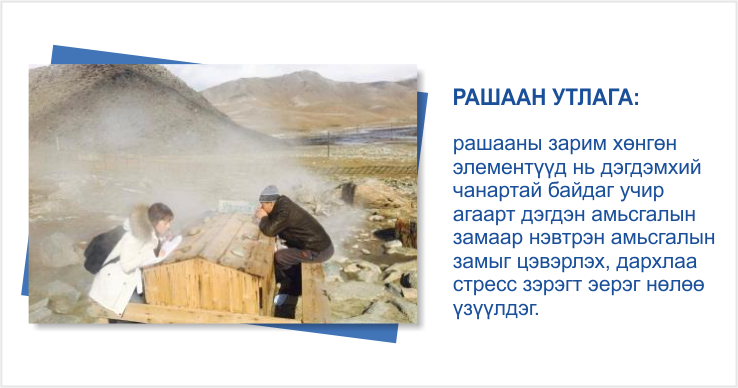 РАШААН УТЛАГА:
рашааны зарим хөнгөн
элементүүд нь дэгдэмхий
чанартай байдаг учир
агаарт дэгдэн амьсгалын
замаар нэвтрэн амьсгалын
замыг цэвэрлэх, дархлаа
стресс зэрэгт эерэг нөлөө
үзүүлдэг.